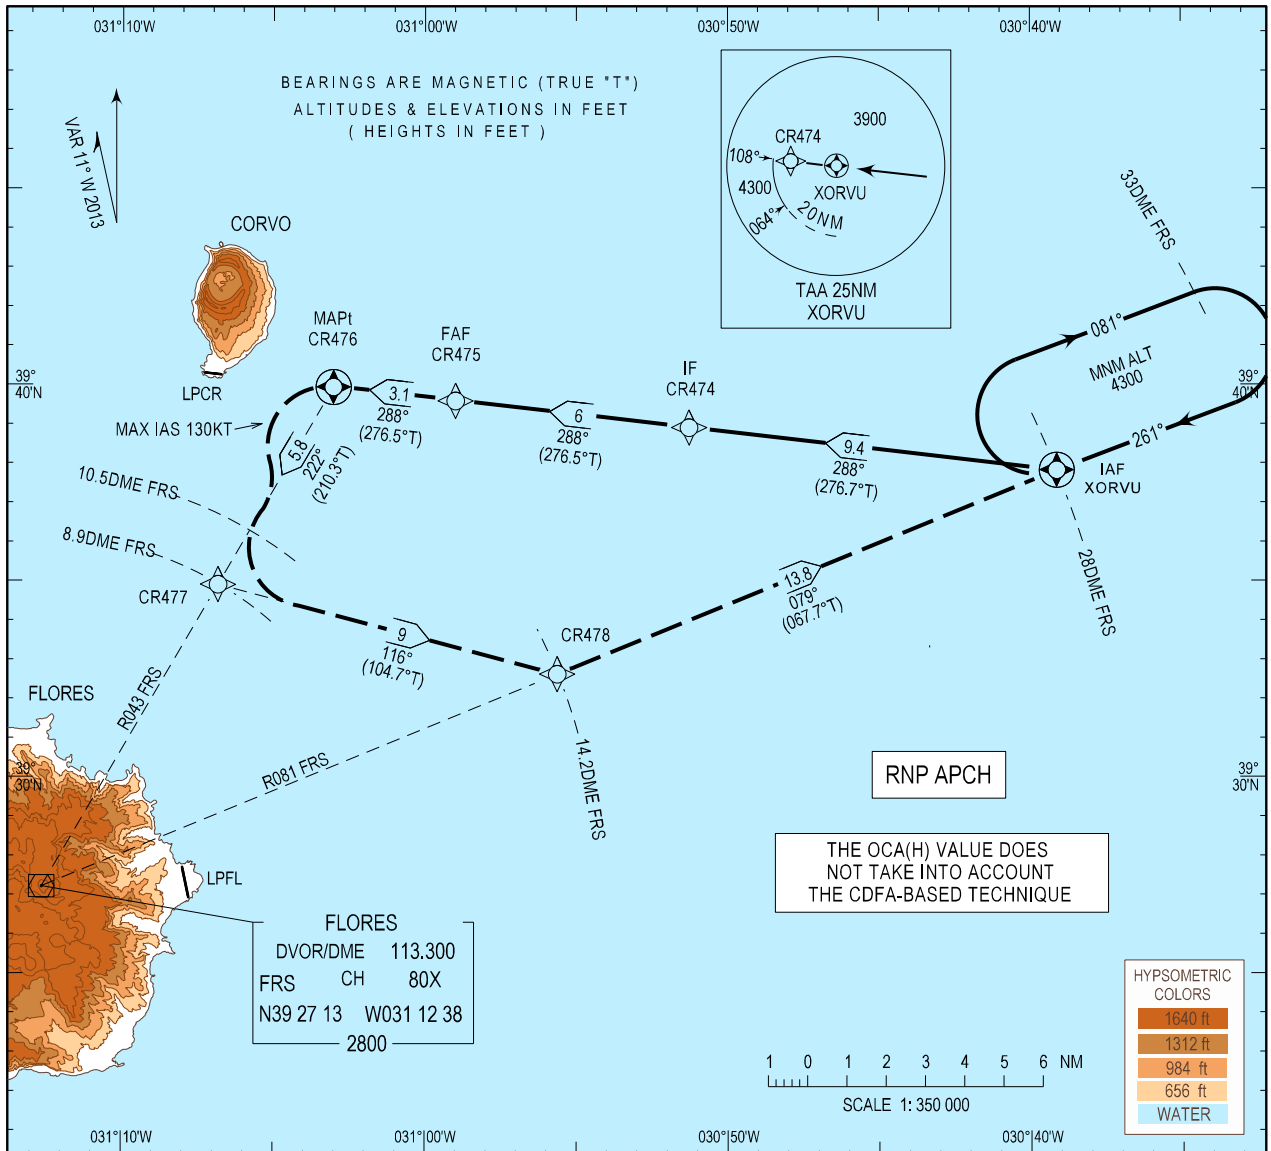 031°10'W
031°00'W
030°50'W
030°40'W
BEARINGS ARE MAGNETIC (TRUE "T")
ALTITUDES & ELEVATIONS IN FEET
( HEIGHTS IN FEET )
VAR 11° W 2013
3900
CR474
108°
XORVU
4300
064°
20NM
TAA 25NM
XORVU
33DME FRS
CORVO
LPCR
MAPt
CR476
FAF
CR475
IF
CR474
081°
MNM ALT
4300
261°
39°
40'N
39°
40'N
3.1
288°
(276.5°T)
6
288°
(276.5°T)
9.4
288°
(276.7°T)
IAF
XORVU
MAX IAS 130KT
5.8
222°
(210.3°T)
10.5DME FRS
8.9DME FRS
CR477
13.8
079°
(067.7°T)
28DME FRS
9
116°
(104.7°T)
CR478
FLORES
R043 FRS
R081 FRS
14.2DME FRS
39°
30'N
39°
30'N
RNP APCH
THE OCA(H) VALUE DOES
NOT TAKE INTO ACCOUNT
THE CDFA-BASED TECHNIQUE
LPFL
FLORES
DVOR/DME 113.300
FRS CH 80X
N39 27 13 W031 12 38
2800
HYPSOMETRIC
COLORS
1640 ft
1312 ft
984 ft
656 ft
WATER
1 0 1 2 3 4 5 6 NM
SCALE 1: 350 000
031°10'W
031°00'W
030°50'W
030°40'W